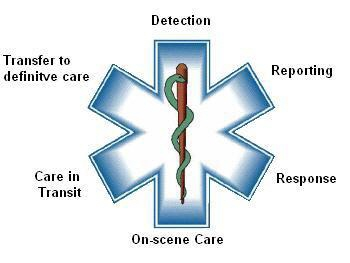 Detection
Reporting
Response
On-scene Care
Care in
Transit
Transfer to
definitve care